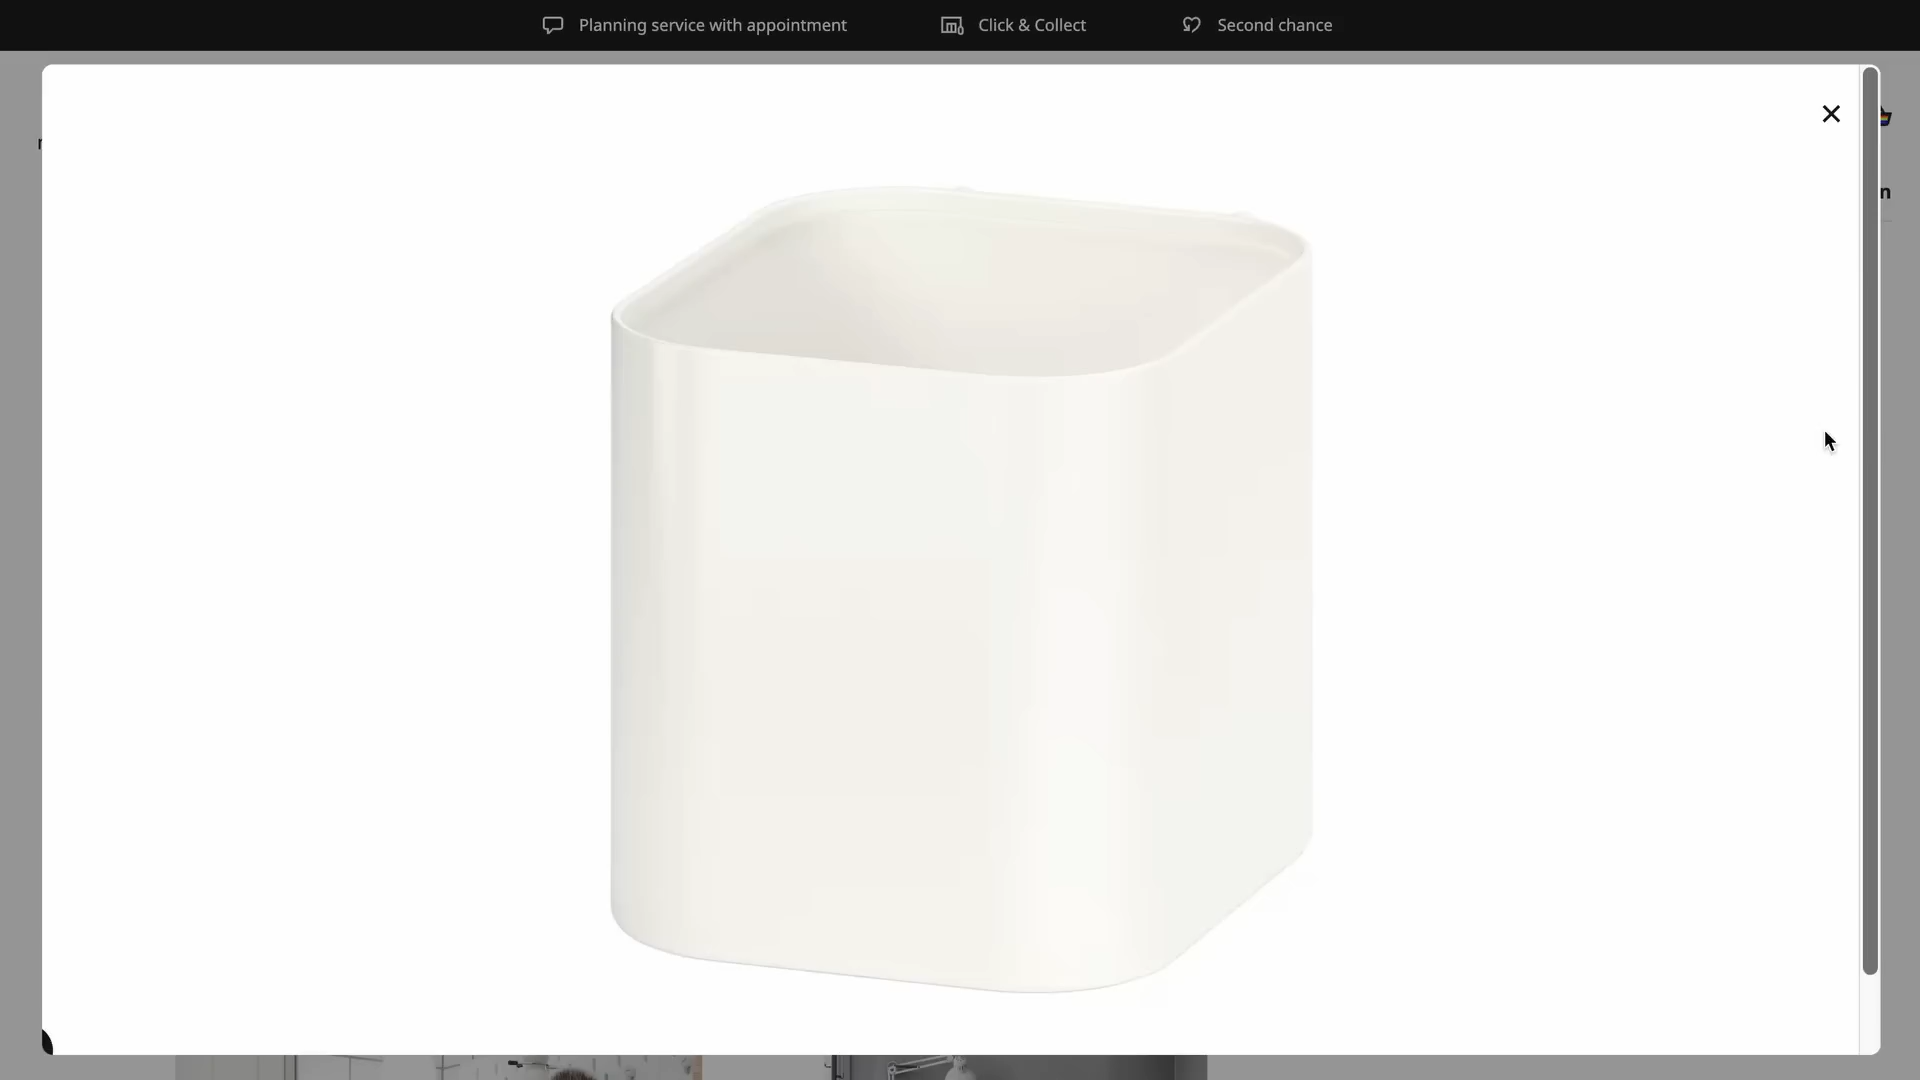 Planning service with appointment
Click & Collect
Second chance